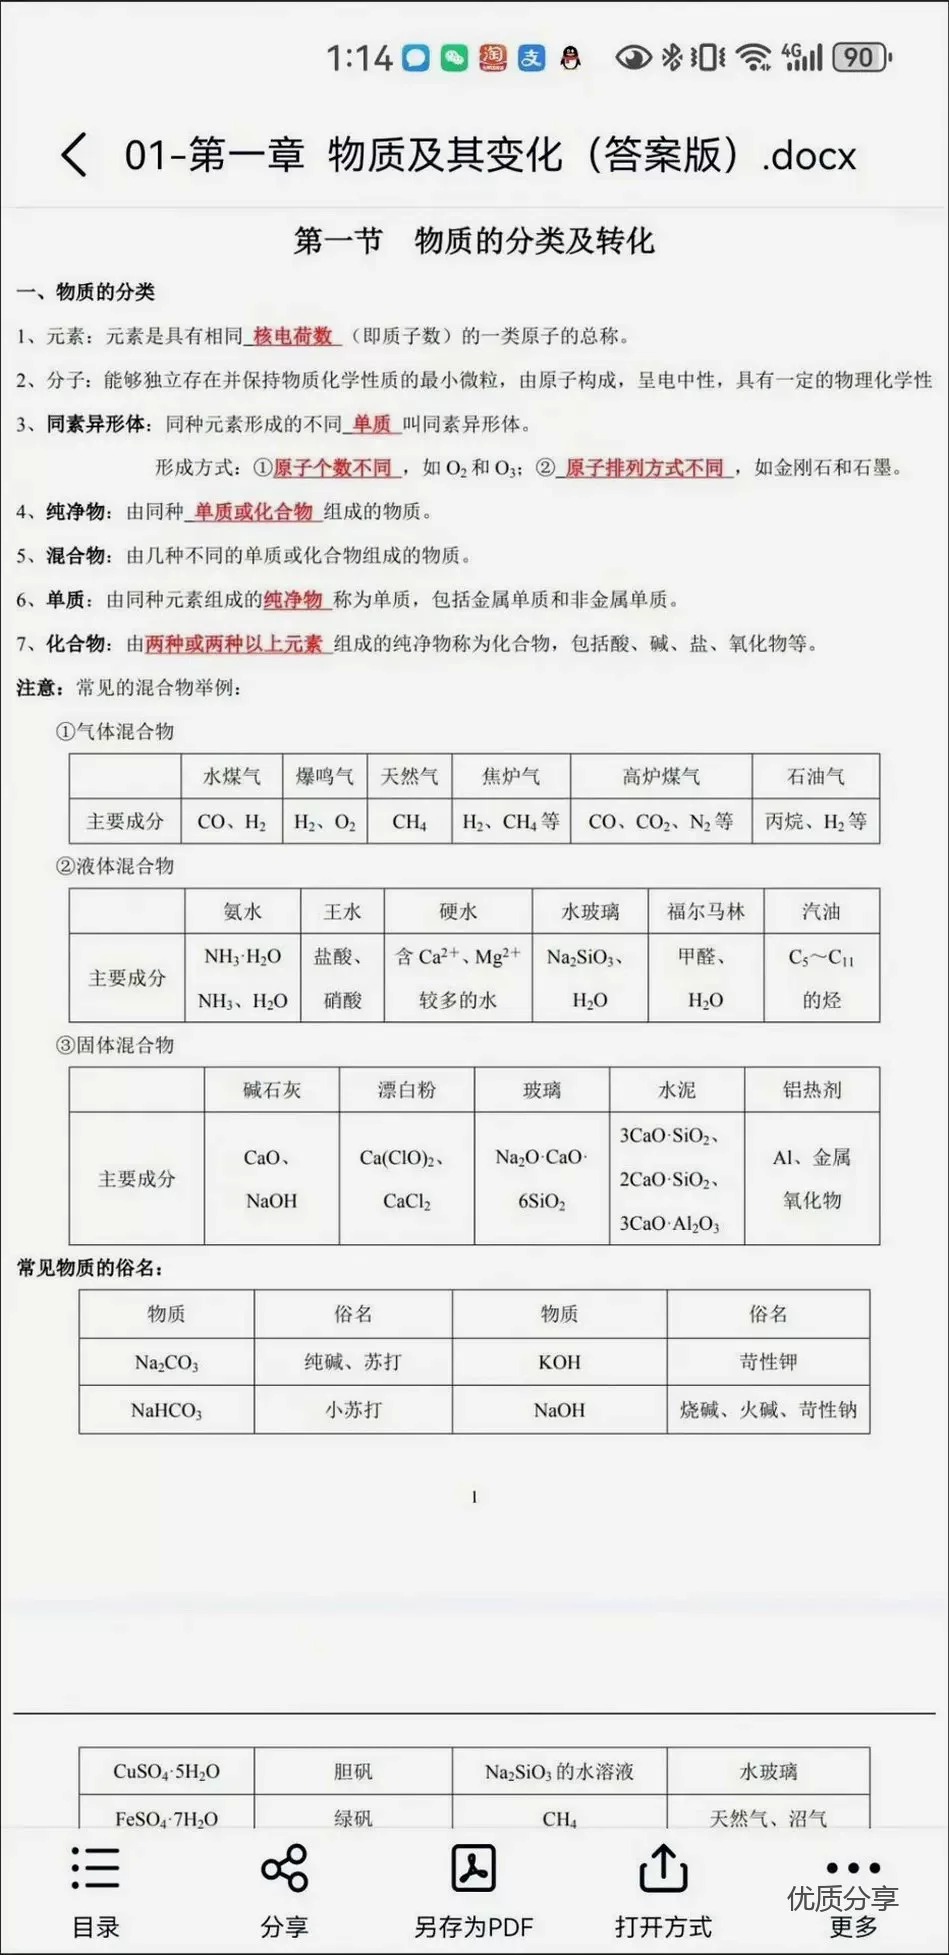 1:14 淘 支 4G 90
01-第一章 物质及其变化（答案版）.docx
第一节 物质的分类及转化
一、物质的分类
1、元素：元素是具有相同 核电荷数 （即质子数）的一类原子的总称。
2、分子：能够独立存在并保持物质化学性质的最小微粒，由原子构成，呈电中性，具有一定的物理化学性
3、同素异形体：同种元素形成的不同 单质 叫同素异形体。
形成方式：①原子个数不同 ，如 O₂和 O₃；② 原子排列方式不同 ，如金刚石和石墨。
4、纯净物：由同种 单质或化合物 组成的物质。
5、混合物：由几种不同的单质或化合物组成的物质。
6、单质：由同种元素组成的纯净物 称为单质，包括金属单质和非金属单质。
7、化合物：由两种或两种以上元素 组成的纯净物称为化合物，包括酸、碱、盐、氧化物等。
注意：常见的混合物举例：
①气体混合物
水煤气 爆鸣气 天然气 焦炉气 高炉煤气 石油气
主要成分 CO、H₂ H₂、O₂ CH₄ H₂、CH₄等 CO、CO₂、N₂等 丙烷、H₂等
②液体混合物
氨水 王水 硬水 水玻璃 福尔马林 汽油
主要成分 NH₃·H₂O 盐酸、 含 Ca²⁺、Mg²⁺ Na₂SiO₃、 甲醛、 C₅～C₁₁
NH₃、H₂O 硝酸 较多的水 H₂O H₂O 的烃
③固体混合物
碱石灰 漂白粉 玻璃 水泥 铝热剂
主要成分 CaO、 Ca(ClO)₂、 Na₂O·CaO· 3CaO·SiO₂、 Al、金属
NaOH CaCl₂ 6SiO₂ 2CaO·SiO₂、 氧化物
3CaO·Al₂O₃
常见物质的俗名：
物质 俗名 物质 俗名
Na₂CO₃ 纯碱、苏打 KOH 苛性钾
NaHCO₃ 小苏打 NaOH 烧碱、火碱、苛性钠
1
CuSO₄·5H₂O 胆矾 Na₂SiO₃的水溶液 水玻璃
FeSO₄·7H₂O 绿矾 CH₄ 天然气、沼气
优质分享
目录 分享 另存为PDF 打开方式 更多